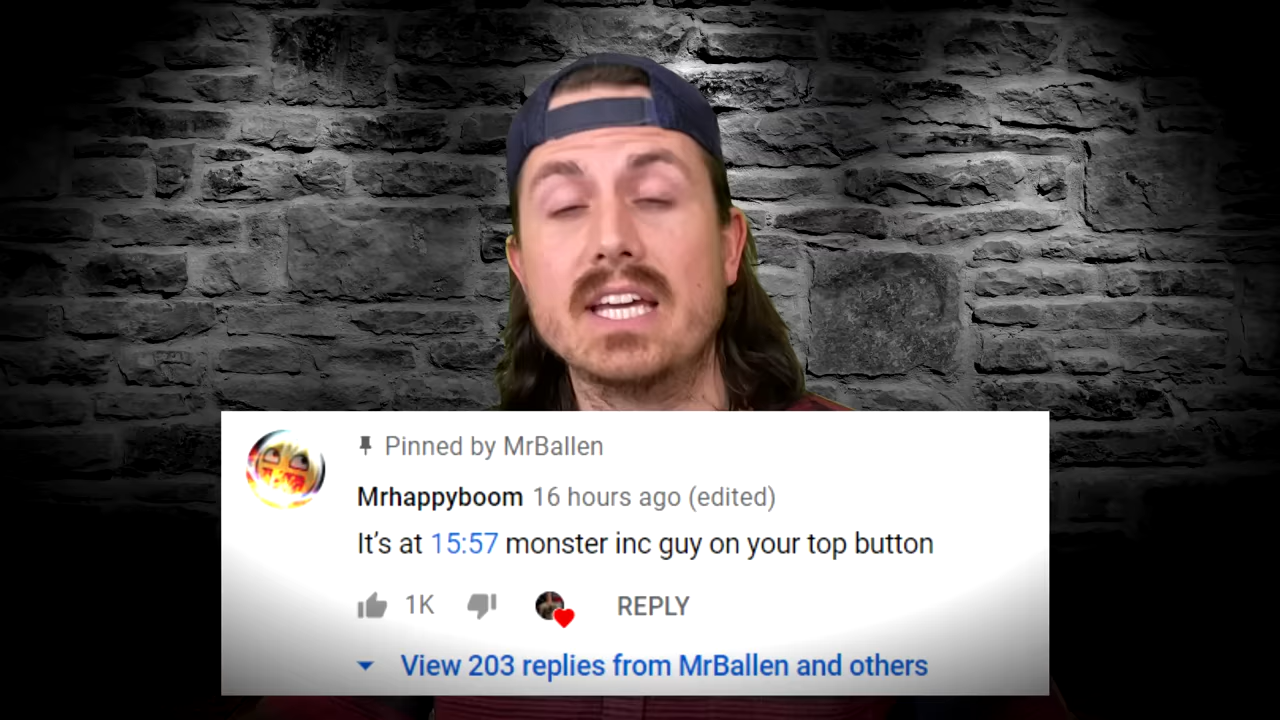 Pinned by MrBallen
Mrhappyboom 16 hours ago (edited)
It’s at 15:57 monster inc guy on your top button
1K REPLY
View 203 replies from MrBallen and others